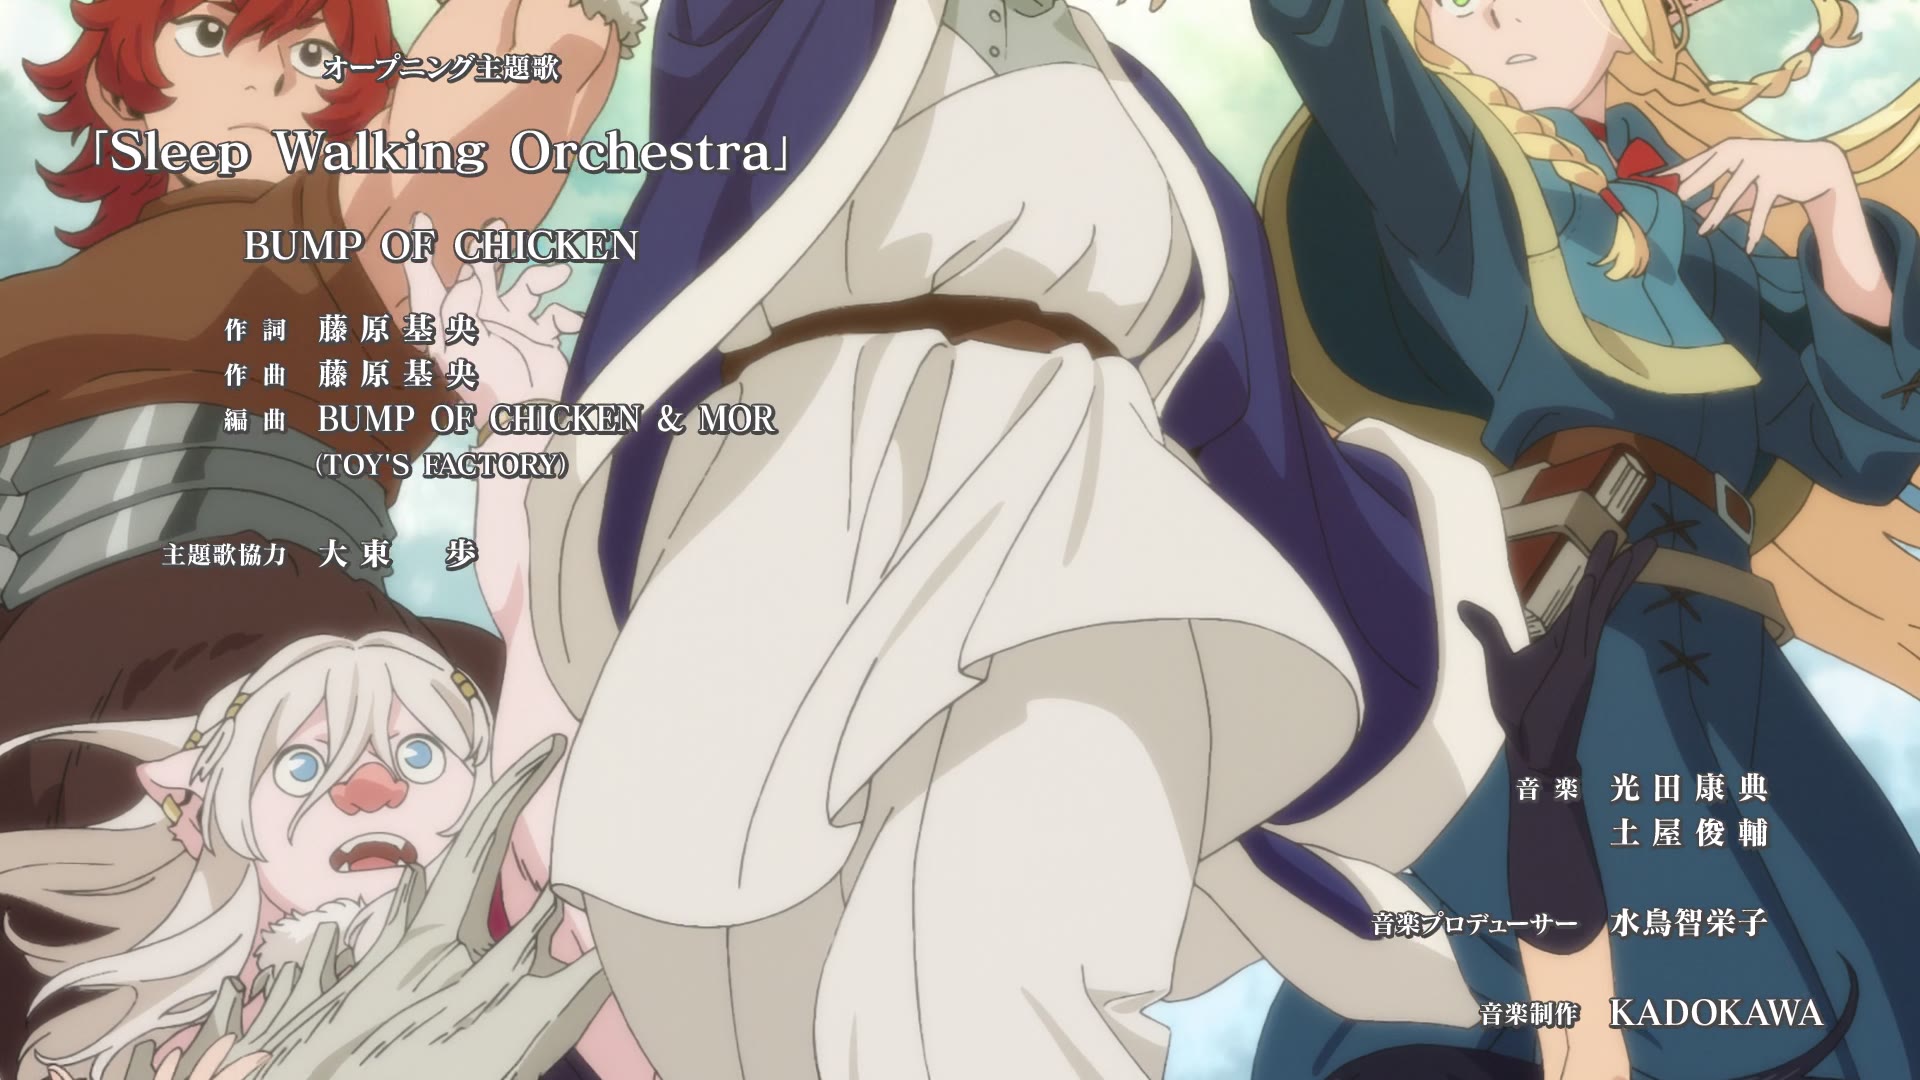 オープニング主題歌
「Sleep Walking Orchestra」
BUMP OF CHICKEN
作詞 藤原基央
作曲 藤原基央
編曲 BUMP OF CHICKEN & MOR
(TOY'S FACTORY)
主題歌協力 大東 歩
音楽 光田康典
土屋俊輔
音楽プロデューサー 水鳥智栄子
音楽制作 KADOKAWA